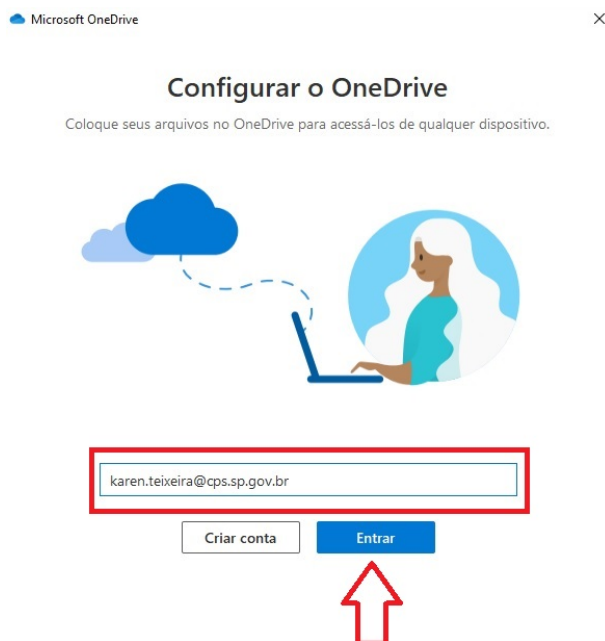 Microsoft OneDrive
Configurar o OneDrive
Coloque seus arquivos no OneDrive para acessá-los de qualquer dispositivo.
karen.teixeira@cps.sp.gov.br
Criar conta
Entrar